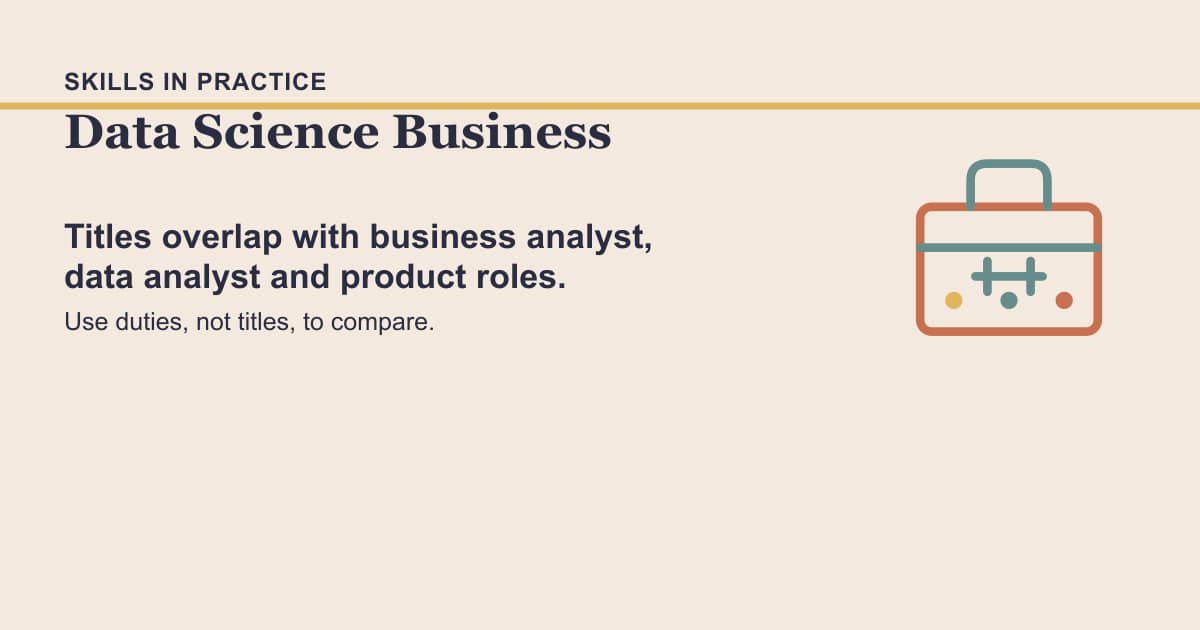 SKILLS IN PRACTICE
Data Science Business
Titles overlap with business analyst,
data analyst and product roles.
Use duties, not titles, to compare.